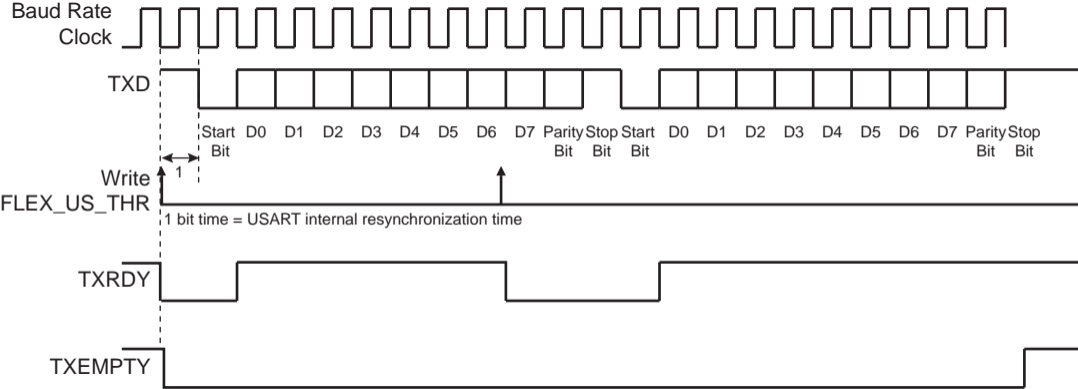 Baud Rate
Clock
TXD
Start D0 D1 D2 D3 D4 D5 D6 D7 Parity Stop Start D0 D1 D2 D3 D4 D5 D6 D7 Parity Stop
Bit Bit Bit Bit Bit Bit
1
Write
FLEX_US_THR
1 bit time = USART internal resynchronization time
TXRDY
TXEMPTY